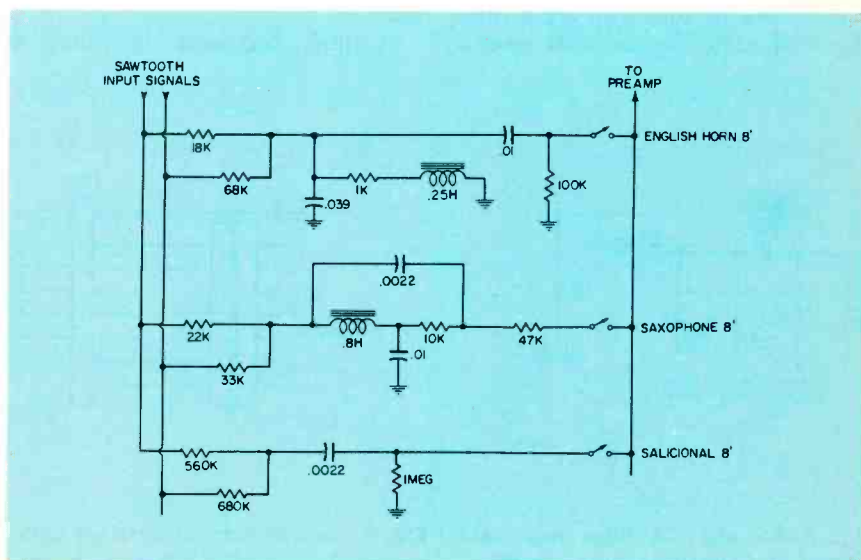 SAWTOOTH
INPUT SIGNALS
TO
PREAMP
18K
.01
ENGLISH HORN 8'
68K
1K
.25H
100K
.039
.0022
22K
.8H
10K
47K
SAXOPHONE 8'
.01
33K
560K
.0022
SALICIONAL 8'
1MEG
680K